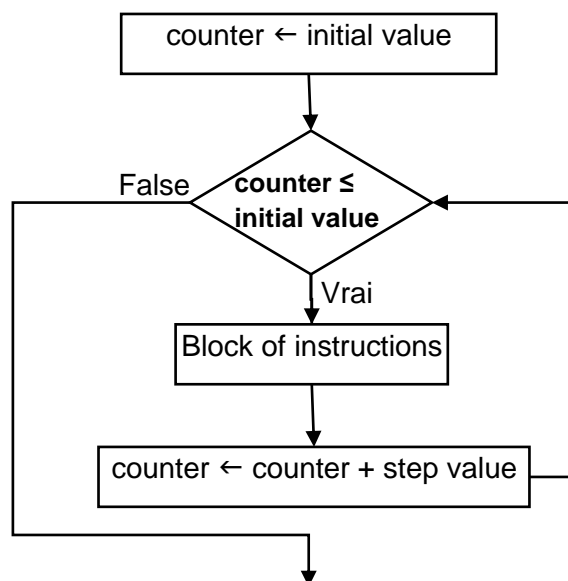 counter ← initial value
False
counter ≤
initial value
Vrai
Block of instructions
counter ← counter + step value